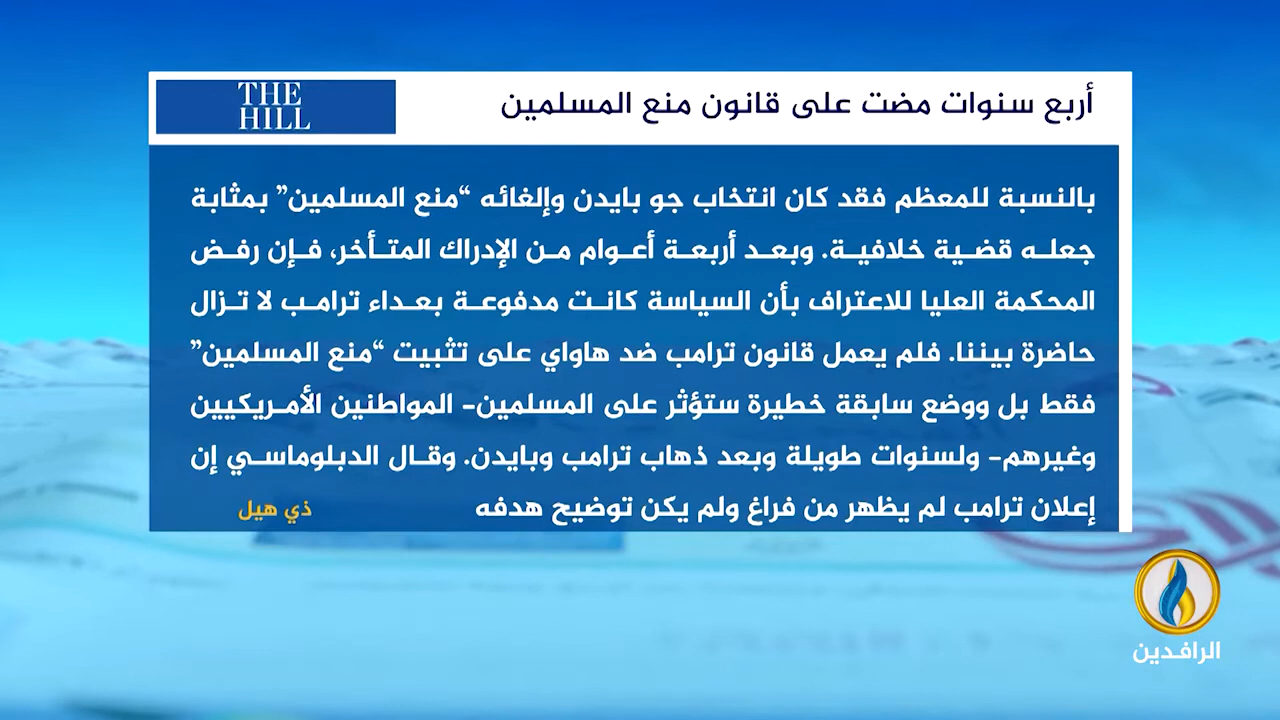 THE
HILL
أربع سنوات مضت على قانون منع المسلمين
بالنسبة للمعظم فقد كان انتخاب جو بايدن وإلغائه “منع المسلمين” بمثابة
جعله قضية خلافية. وبعد أربعة أعوام من الإدراك المتأخر، فإن رفض
المحكمة العليا للاعتراف بأن السياسة كانت مدفوعة بعداء ترامب لا تزال
حاضرة بيننا. فلم يعمل قانون ترامب ضد هاواي على تثبيت “منع المسلمين”
فقط بل ووضع سابقة خطيرة ستؤثر على المسلمين- المواطنين الأمريكيين
وغيرهم- ولسنوات طويلة وبعد ذهاب ترامب وبايدن. وقال الدبلوماسي إن
إعلان ترامب لم يظهر من فراغ ولم يكن توضيح هدفه
ذي هيل
الرافدين